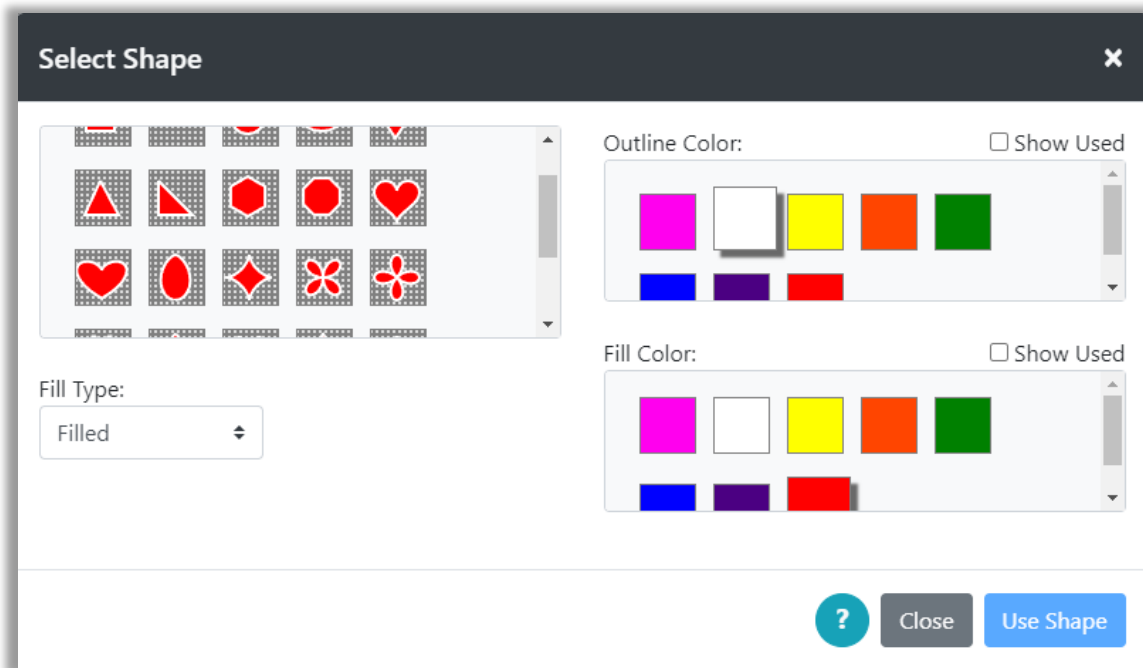 Select Shape
Outline Color:
Show Used
Fill Color:
Show Used
Fill Type:
Filled
?
Close
Use Shape